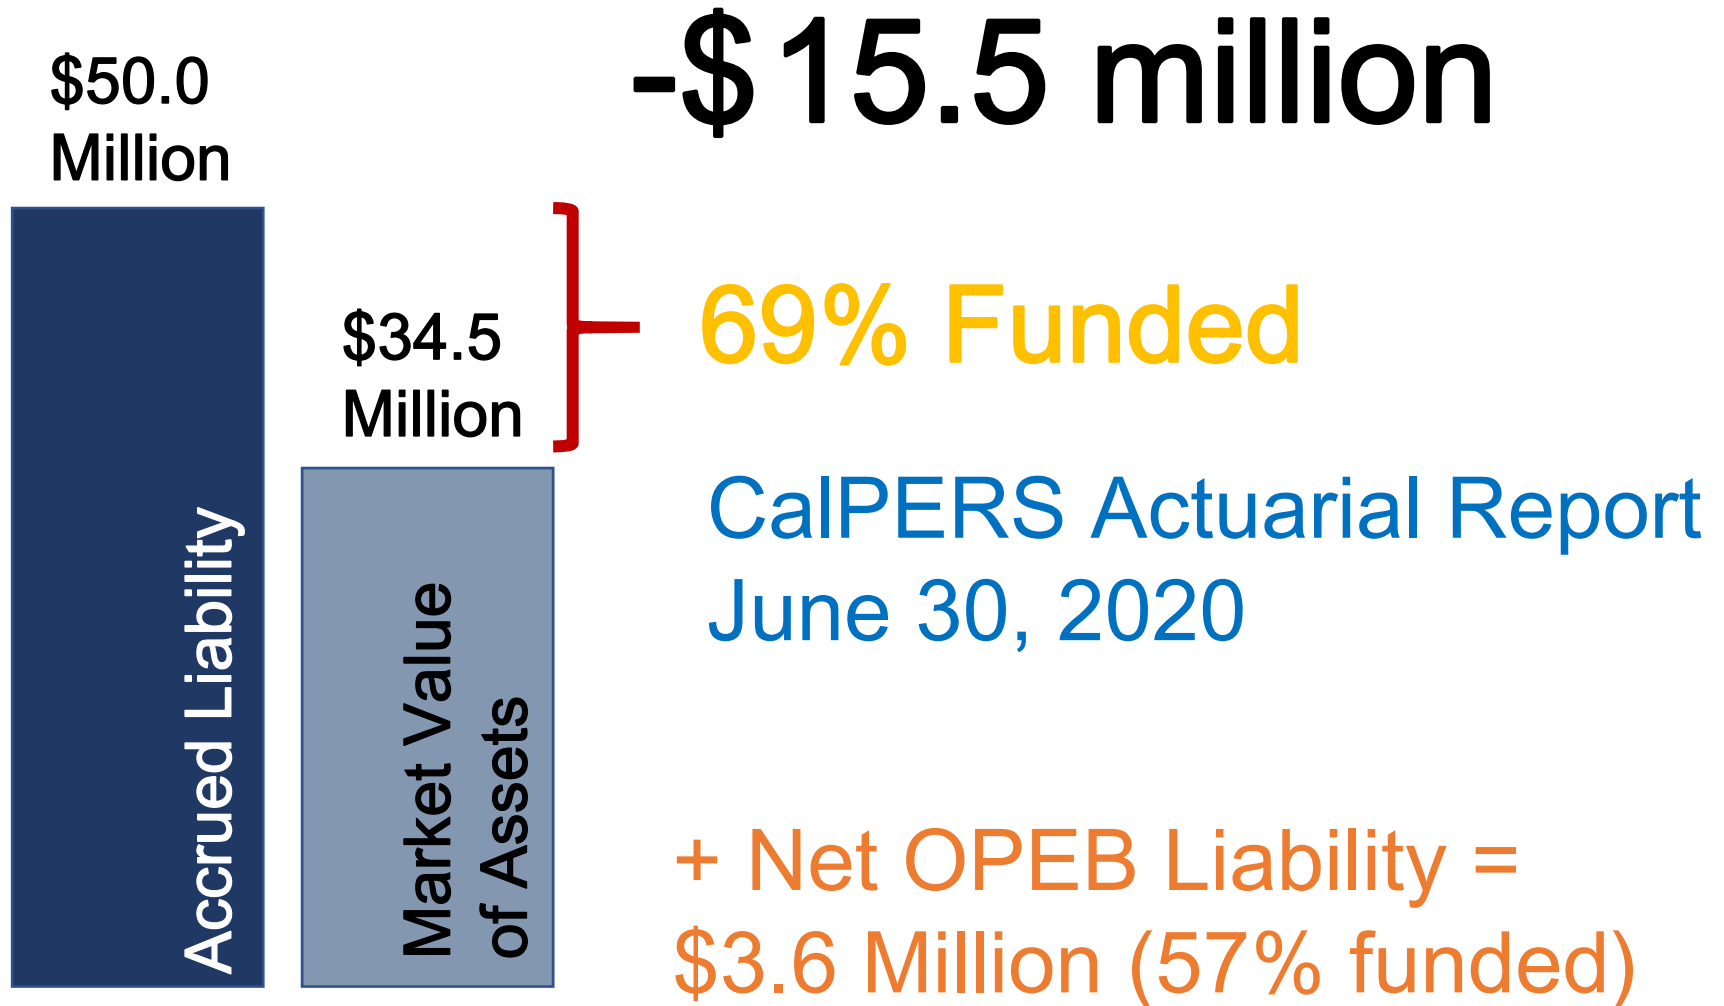 $50.0
Million
-$15.5 million
$34.5
Million
69% Funded
CalPERS Actuarial Report
June 30, 2020
Accrued Liability
Market Value
of Assets
+ Net OPEB Liability =
$3.6 Million (57% funded)